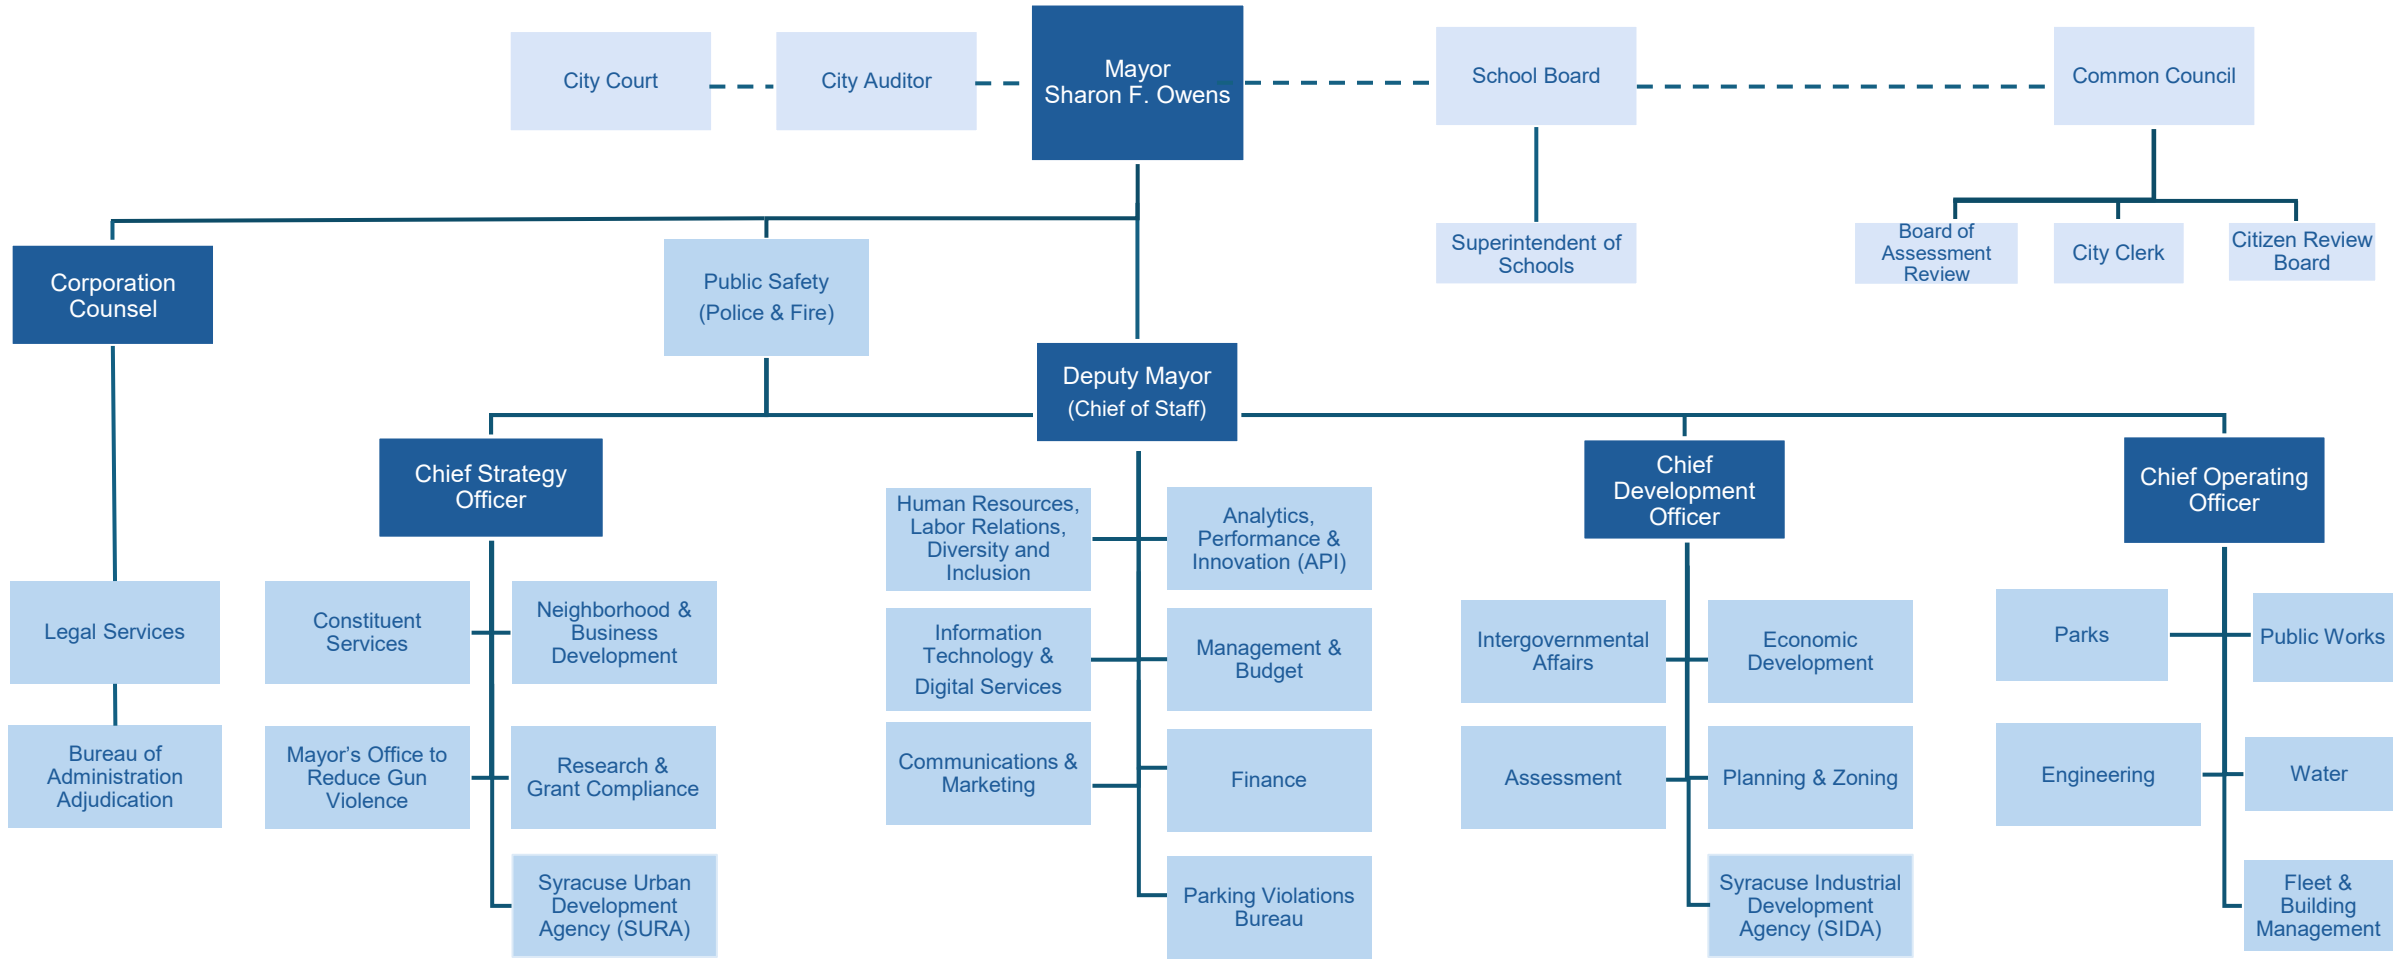 City Court
City Auditor
Mayor
Sharon F. Owens
School Board
Common Council
Superintendent of
Schools
Board of
Assessment
Review
City Clerk
Citizen Review
Board
Corporation
Counsel
Public Safety
(Police & Fire)
Deputy Mayor
(Chief of Staff)
Chief Strategy
Officer
Chief
Development
Officer
Chief Operating
Officer
Legal Services
Bureau of
Administration
Adjudication
Constituent
Services
Neighborhood &
Business
Development
Mayor’s Office to
Reduce Gun
Violence
Research &
Grant Compliance
Syracuse Urban
Development
Agency (SURA)
Human Resources,
Labor Relations,
Diversity and
Inclusion
Analytics,
Performance &
Innovation (API)
Information
Technology &
Digital Services
Management &
Budget
Communications &
Marketing
Finance
Parking Violations
Bureau
Intergovernmental
Affairs
Economic
Development
Assessment
Planning & Zoning
Syracuse Industrial
Development
Agency (SIDA)
Parks
Public Works
Engineering
Water
Fleet &
Building
Management